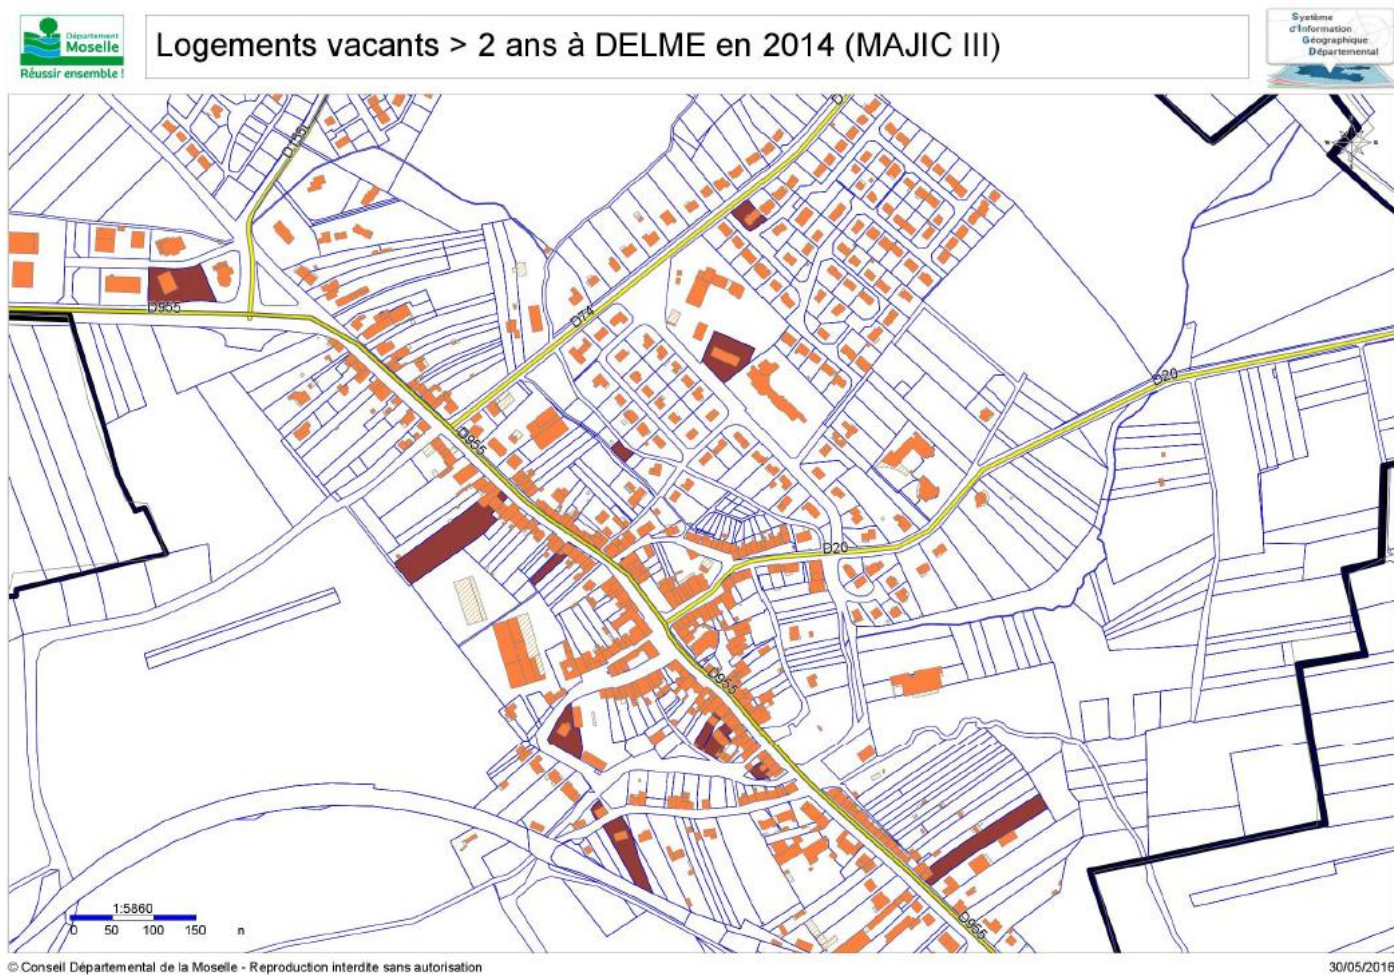 Département
Moselle
Réussir ensemble !
Logements vacants > 2 ans à DELME en 2014 (MAJIC III)
Système
d'Information
Géographique
Départemental
D155
D955
D74
D955
D20
D20
D955
D955
1:5860
0 50 100 150 n
© Conseil Départemental de la Moselle - Reproduction interdite sans autorisation
30/05/2016